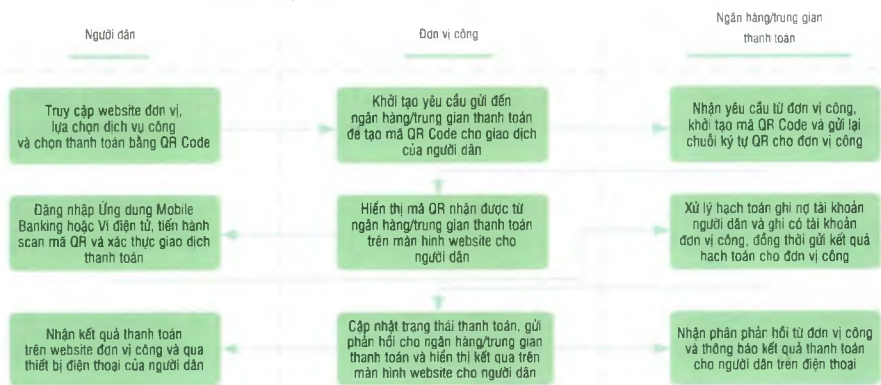 Người dân
Đơn vị công
Ngân hàng/trung gian
thanh toán
Truy cập website đơn vị,
lựa chọn dịch vụ công
và chọn thanh toán bằng QR Code
Khởi tạo yêu cầu gửi đến
ngân hàng/trung gian thanh toán
để tạo mã QR Code cho giao dịch
của người dân
Nhận yêu cầu từ đơn vị công,
khởi tạo mã QR Code và gửi lại
chuỗi ký tự QR cho đơn vị công
Đăng nhập Ứng dụng Mobile
Banking hoặc Ví điện tử, tiến hành
scan mã QR và xác thực giao dịch
thanh toán
Hiển thị mã QR nhận được từ
ngân hàng/trung gian thanh toán
trên màn hình website cho
người dân
Xử lý hạch toán ghi nợ tài khoản
người dân và ghi có tài khoản
đơn vị công, đồng thời gửi kết quả
hạch toán cho đơn vị công
Nhận kết quả thanh toán
trên website đơn vị công và qua
thiết bị điện thoại của người dân
Cập nhật trạng thái thanh toán, gửi
phản hồi cho ngân hàng/trung gian
thanh toán và hiển thị kết quả trên
màn hình website cho người dân
Nhận phản phản hồi từ đơn vị công
và thông báo kết quả thanh toán
cho người dân trên điện thoại